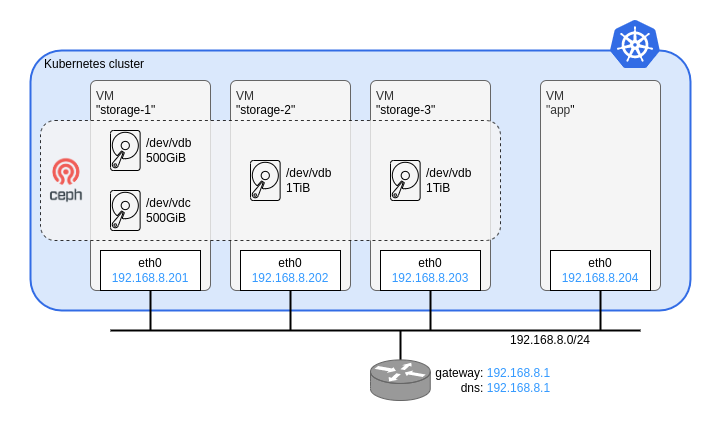 Kubernetes cluster
VM
"storage-1"
VM
"storage-2"
VM
"storage-3"
VM
"app"
/dev/vdb
500GiB
/dev/vdb
1TiB
/dev/vdb
1TiB
ceph
/dev/vdc
500GiB
eth0
192.168.8.201
eth0
192.168.8.202
eth0
192.168.8.203
eth0
192.168.8.204
192.168.8.0/24
gateway: 192.168.8.1
dns: 192.168.8.1